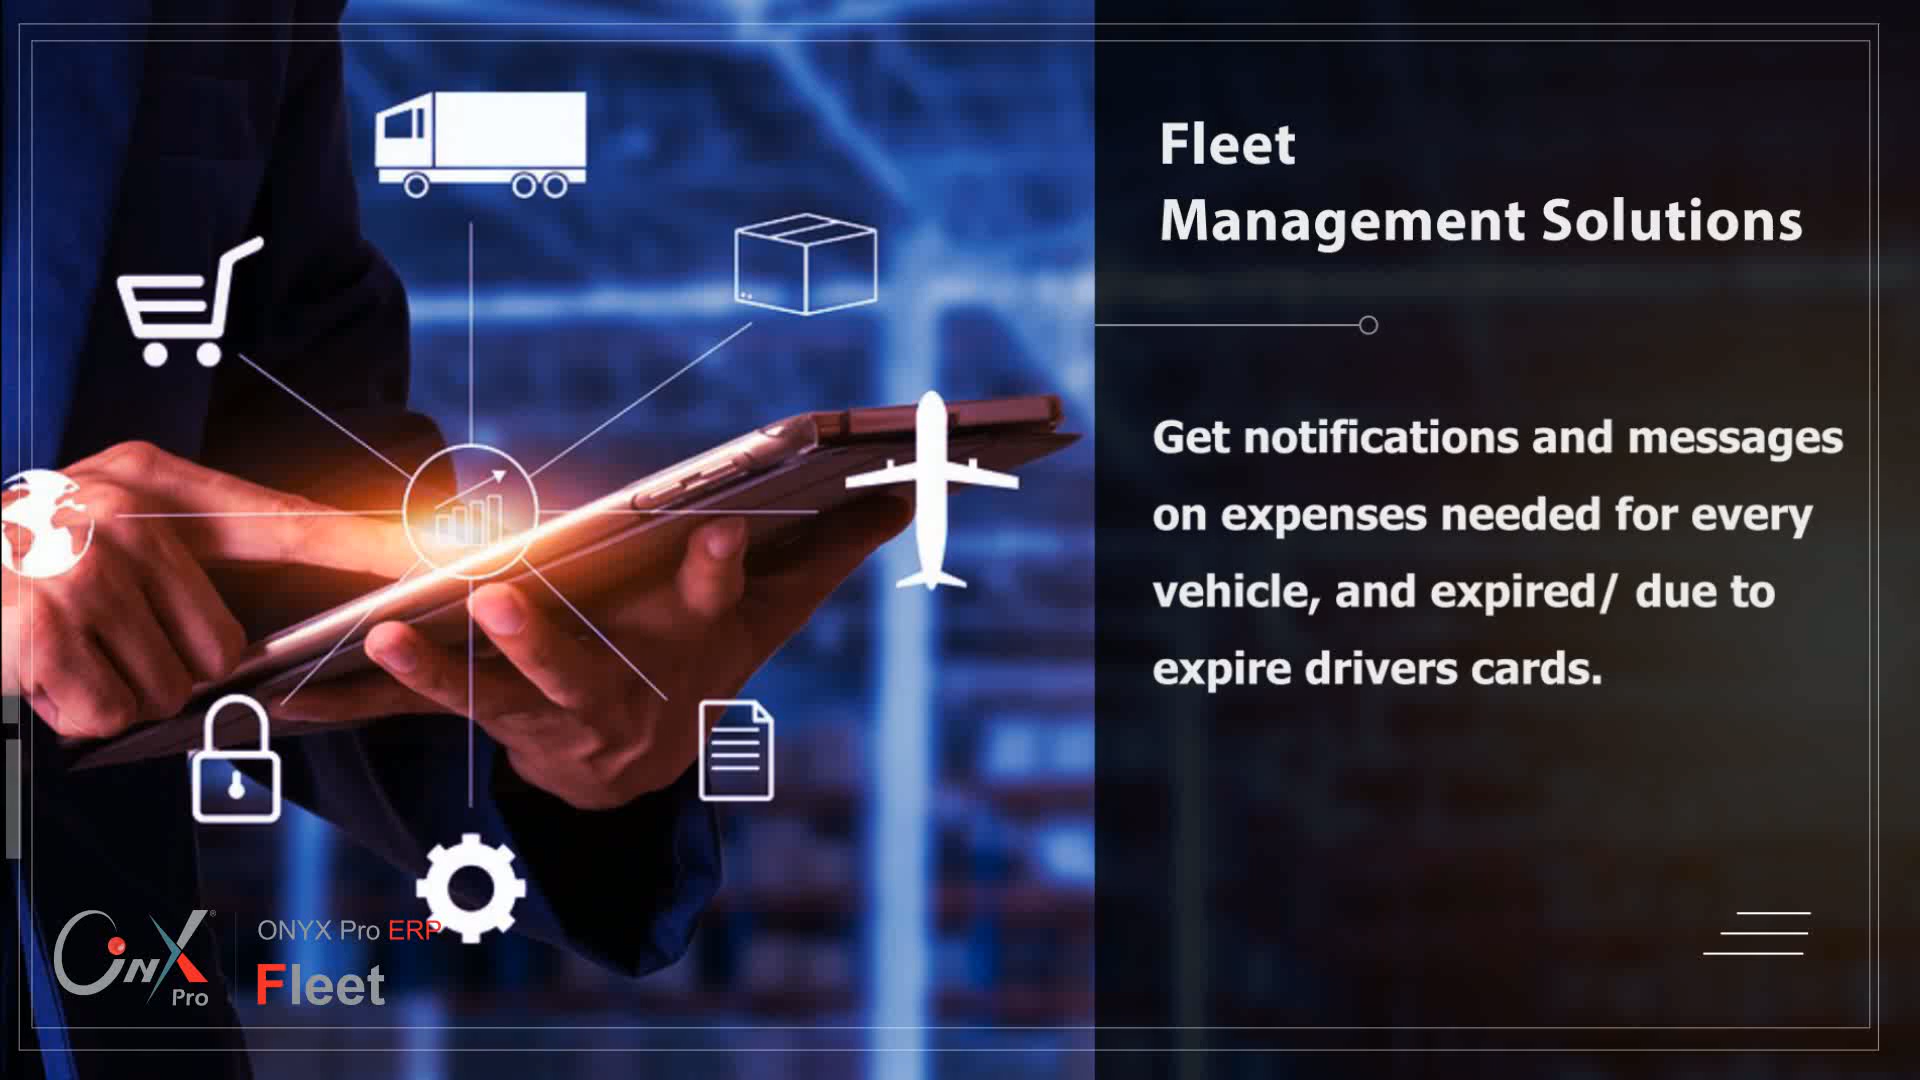 Fleet
Management Solutions
Get notifications and messages
on expenses needed for every
vehicle, and expired/ due to
expire drivers cards.
OnyX®
Pro
ONYX Pro ERP
Fleet